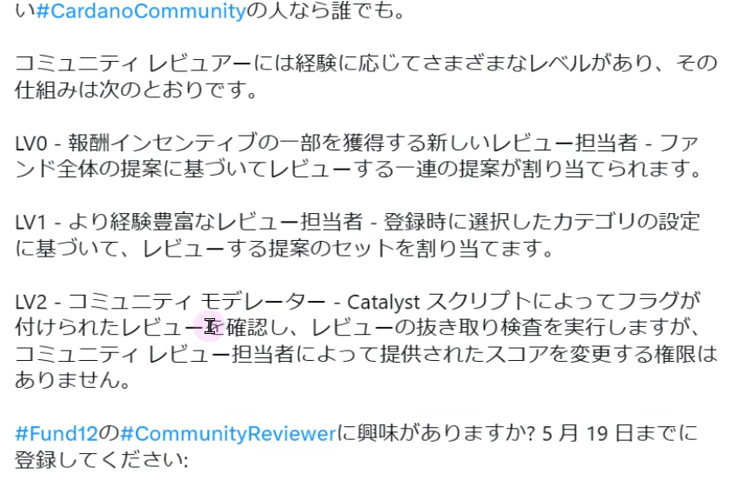 い#CardanoCommunityの人なら誰でも。
コミュニティ レビュアーには経験に応じてさまざまなレベルがあり、その
仕組みは次のとおりです。
LV0 - 報酬インセンティブの一部を獲得する新しいレビュー担当者 - ファ
ンド全体の提案に基づいてレビューする一連の提案が割り当てられます。
LV1 - より経験豊富なレビュー担当者 - 登録時に選択したカテゴリの設定
に基づいて、レビューする提案のセットを割り当てます。
LV2 - コミュニティ モデレーター - Catalyst スクリプトによってフラグが
付けられたレビューを確認し、レビューの抜き取り検査を実行しますが、
コミュニティ レビュー担当者によって提供されたスコアを変更する権限は
ありません。
#Fund12の#CommunityReviewerに興味がありますか? 5 月 19 日までに
登録してください: